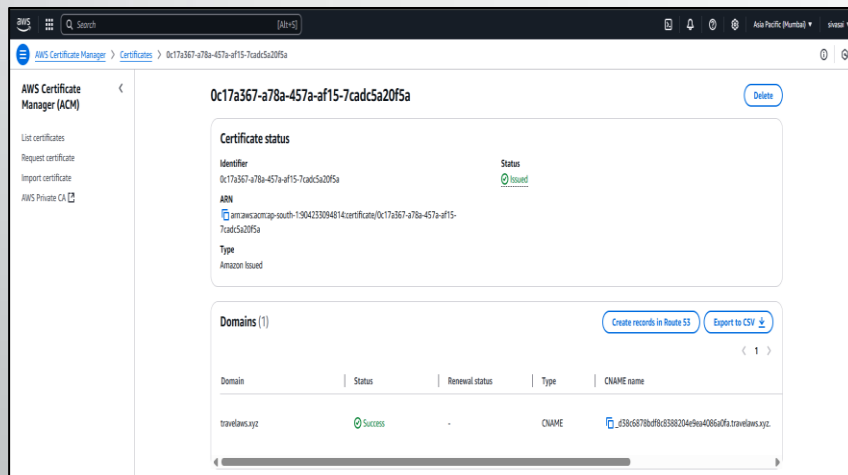 aws
Search [Alt+S] Asia Pacific (Mumbai) sivasai
AWS Certificate Manager > Certificates > 0c17a367-a78a-457a-af15-7cadc5a20f5a
AWS Certificate
Manager (ACM)
List certificates
Request certificate
Import certificate
AWS Private CA
0c17a367-a78a-457a-af15-7cadc5a20f5a
Delete
Certificate status
Identifier
0c17a367-a78a-457a-af15-7cadc5a20f5a
Status
Issued
ARN
arn:aws:acm:ap-south-1:904233094814:certificate/0c17a367-a78a-457a-af15-
7cadc5a20f5a
Type
Amazon Issued
Domains (1)
Create records in Route 53
Export to CSV
< 1 >
Domain Status Renewal status Type CNAME name
travelaws.xyz Success - CNAME _d38c6878bdf8c8388204e9ea4086a0fa.travelaws.xyz.